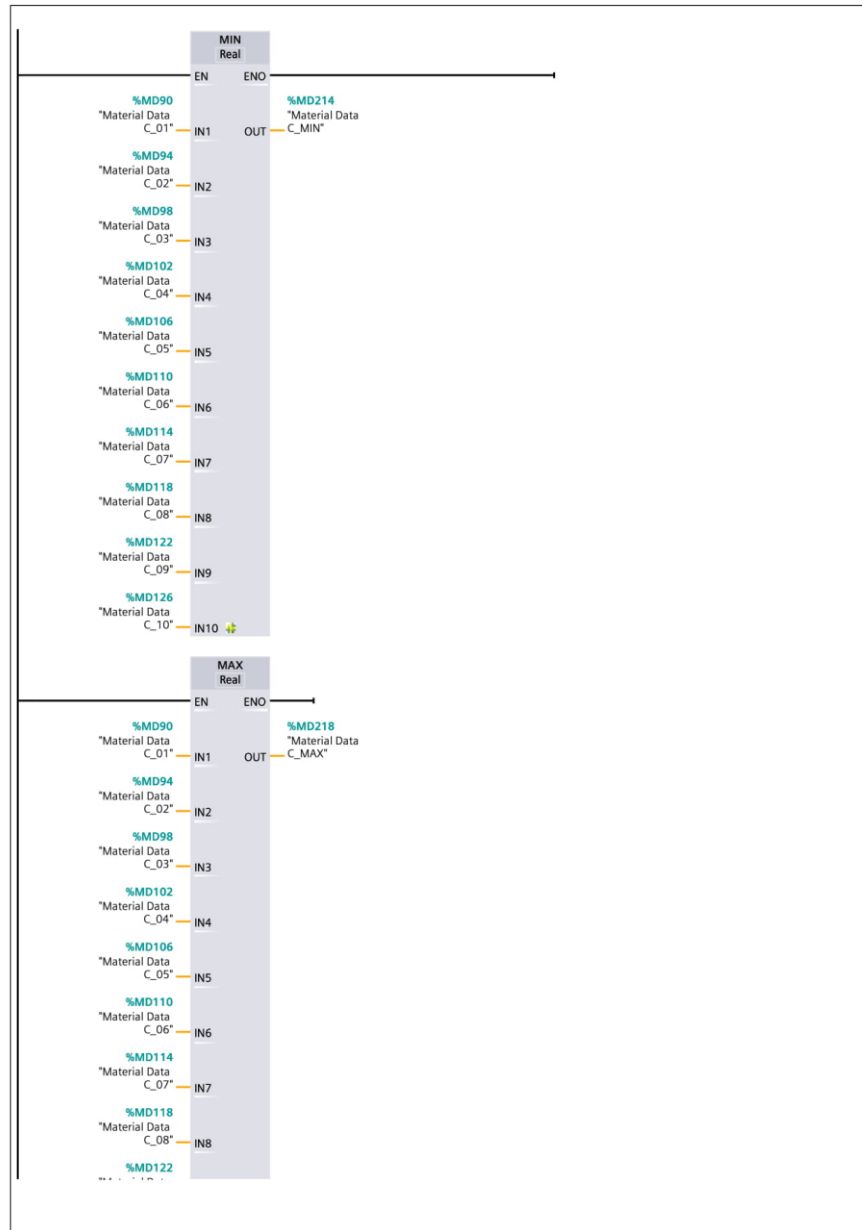 MIN
Real
EN ENO
%MD90 %MD214
"Material Data "Material Data
C_01" IN1 OUT C_MIN"
%MD94
"Material Data
C_02" IN2
%MD98
"Material Data
C_03" IN3
%MD102
"Material Data
C_04" IN4
%MD106
"Material Data
C_05" IN5
%MD110
"Material Data
C_06" IN6
%MD114
"Material Data
C_07" IN7
%MD118
"Material Data
C_08" IN8
%MD122
"Material Data
C_09" IN9
%MD126
"Material Data
C_10" IN10
MAX
Real
EN ENO
%MD90 %MD218
"Material Data "Material Data
C_01" IN1 OUT C_MAX"
%MD94
"Material Data
C_02" IN2
%MD98
"Material Data
C_03" IN3
%MD102
"Material Data
C_04" IN4
%MD106
"Material Data
C_05" IN5
%MD110
"Material Data
C_06" IN6
%MD114
"Material Data
C_07" IN7
%MD118
"Material Data
C_08" IN8
%MD122